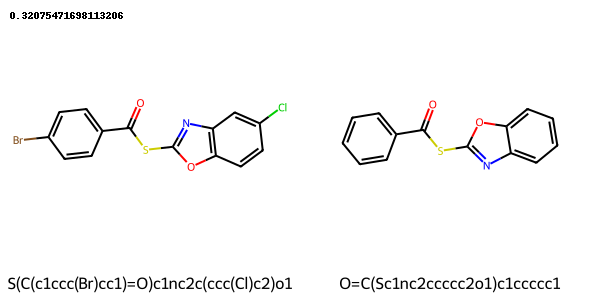 0.32075471698113206
Br
O
S
N
O
Cl
O
S
O
N
S(C(c1ccc(Br)cc1)=O)c1nc2c(ccc(Cl)c2)o1
O=C(Sc1nc2ccccc2o1)c1ccccc1